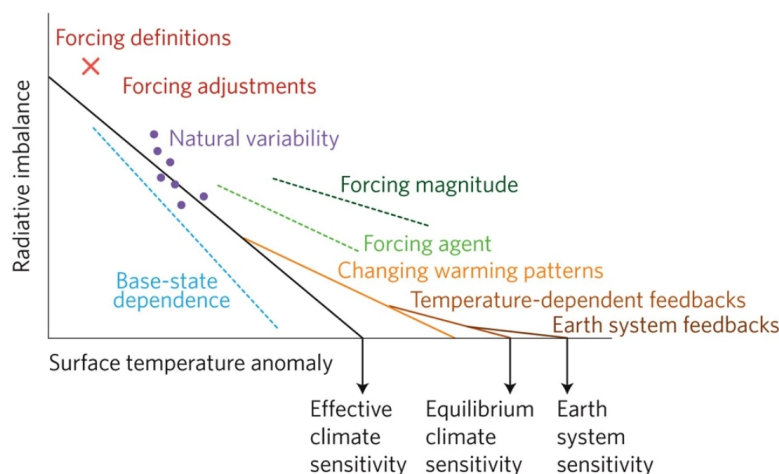 Forcing definitions
Forcing adjustments
Natural variability
Forcing magnitude
Forcing agent
Changing warming patterns
Base-state
dependence
Temperature-dependent feedbacks
Earth system feedbacks
Radiative imbalance
Surface temperature anomaly
Effective
climate
sensitivity
Equilibrium
climate
sensitivity
Earth
system
sensitivity